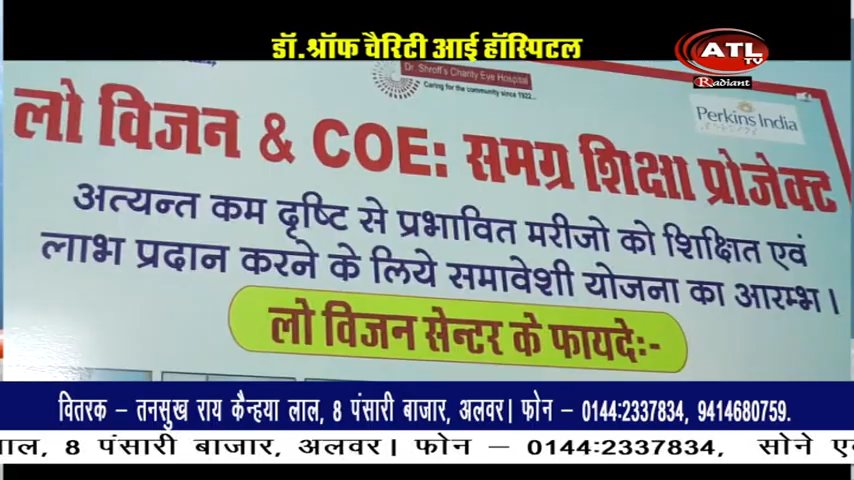 डॉ.श्रॉफ चैरिटी आई हॉस्पिटल
ATL
TV
Radiant
Dr. Shroff's Charity Eye Hospital
Caring for the community since 1922...
Perkins India
लो विजन & COE: समग्र शिक्षा प्रोजेक्ट
अत्यन्त कम दृष्टि से प्रभावित मरीजो को शिक्षित एवं
लाभ प्रदान करने के लिये समावेशी योजना का आरम्भ।
लो विजन सेन्टर के फायदे:-
वितरक – तनसुख राय कैन्हया लाल, 8 पंसारी बाजार, अलवर। फोन – 0144:2337834, 9414680759.
ाल, 8 पंसारी बाजार, अलवर। फोन – 0144:2337834, सोने ए